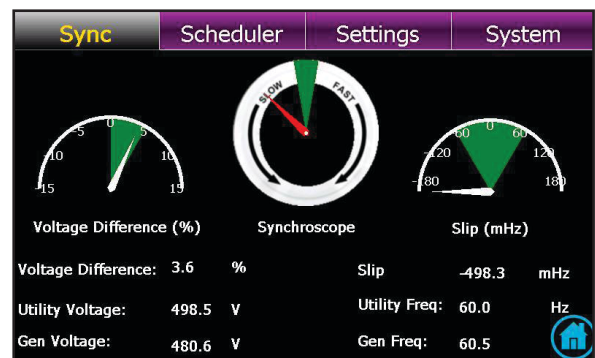 Sync Scheduler Settings System
-15 -10 -5 0 5 10 15
SLOW FAST
-180 -120 -60 0 60 120 180
Voltage Difference (%) Synchroscope Slip (mHz)
Voltage Difference: 3.6 % Slip -498.3 mHz
Utility Voltage: 498.5 V Utility Freq: 60.0 Hz
Gen Voltage: 480.6 V Gen Freq: 60.5